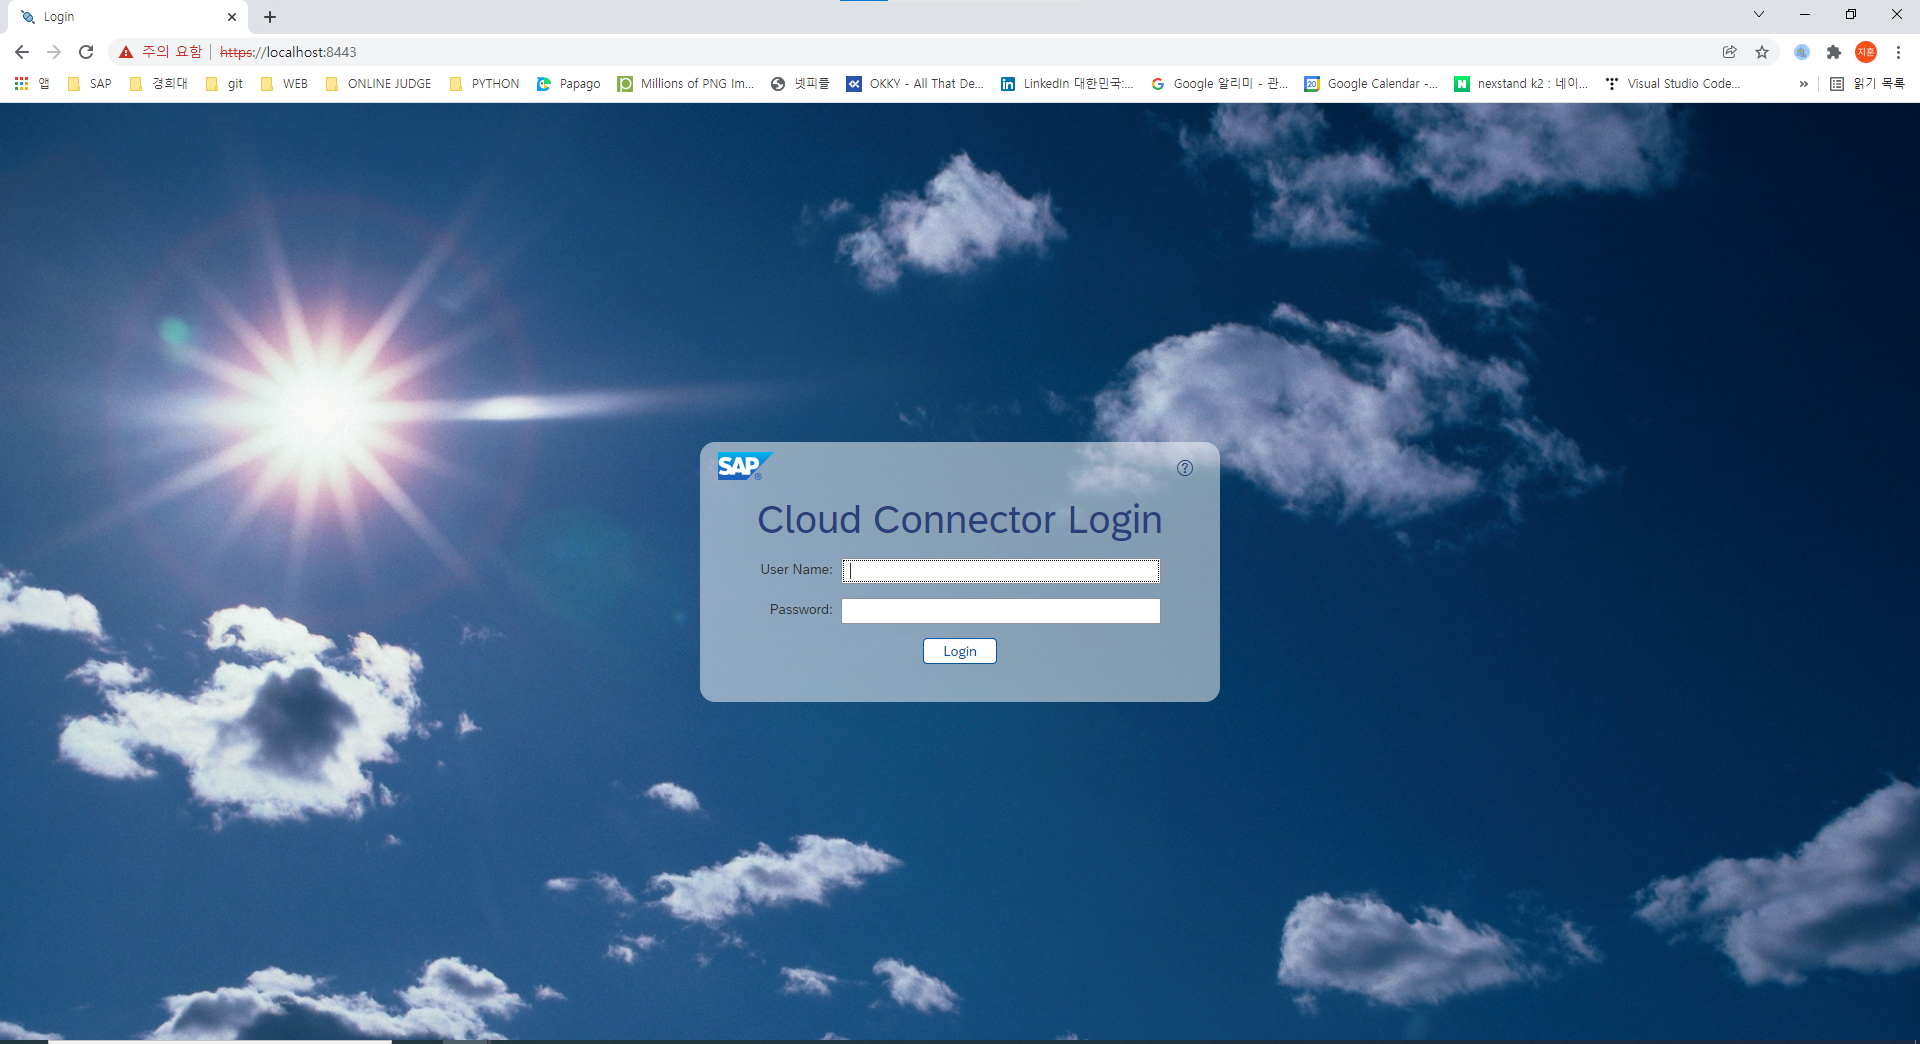 Login
주의 요함 https://localhost:8443
지훈
앱 SAP 경희대 git WEB ONLINE JUDGE PYTHON Papago Millions of PNG Im... 넷피플 OKKY - All That De... LinkedIn 대한민국:... Google 알리미 - 관... Google Calendar -... nexstand k2 : 네이... Visual Studio Code... » 읽기 목록
SAP ®
Cloud Connector Login
User Name:
Password:
Login